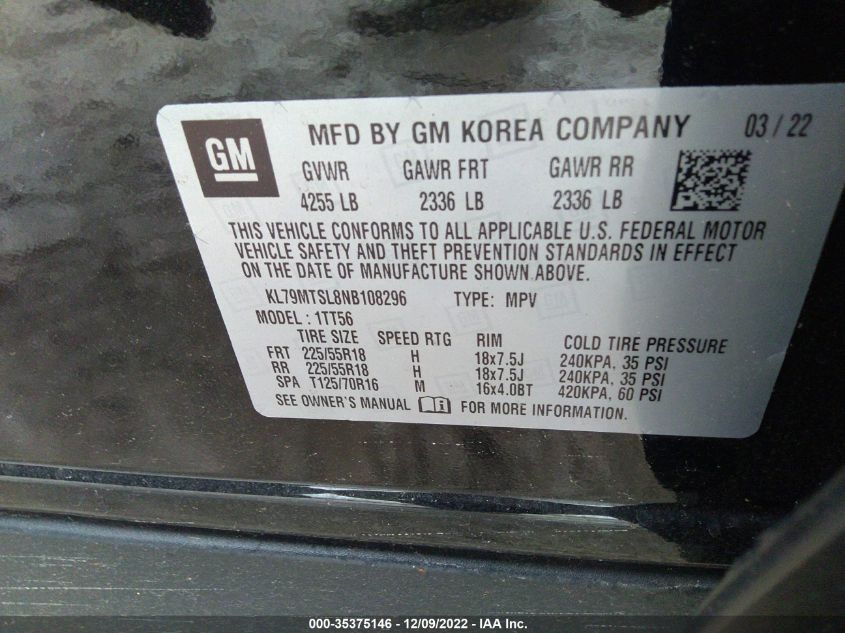 GM MFD BY GM KOREA COMPANY 03/22
GVWR GAWR FRT GAWR RR
4255 LB 2336 LB 2336 LB
THIS VEHICLE CONFORMS TO ALL APPLICABLE U.S. FEDERAL MOTOR
VEHICLE SAFETY AND THEFT PREVENTION STANDARDS IN EFFECT
ON THE DATE OF MANUFACTURE SHOWN ABOVE.
KL79MTSL8NB108296 TYPE: MPV
MODEL : 1TT56
TIRE SIZE SPEED RTG RIM COLD TIRE PRESSURE
FRT 225/55R18 H 18x7.5J 240KPA, 35 PSI
RR 225/55R18 H 18x7.5J 240KPA, 35 PSI
SPA T125/70R16 M 16x4.0BT 420KPA, 60 PSI
SEE OWNER'S MANUAL FOR MORE INFORMATION.
000-35375146 - 12/09/2022 - IAA Inc.